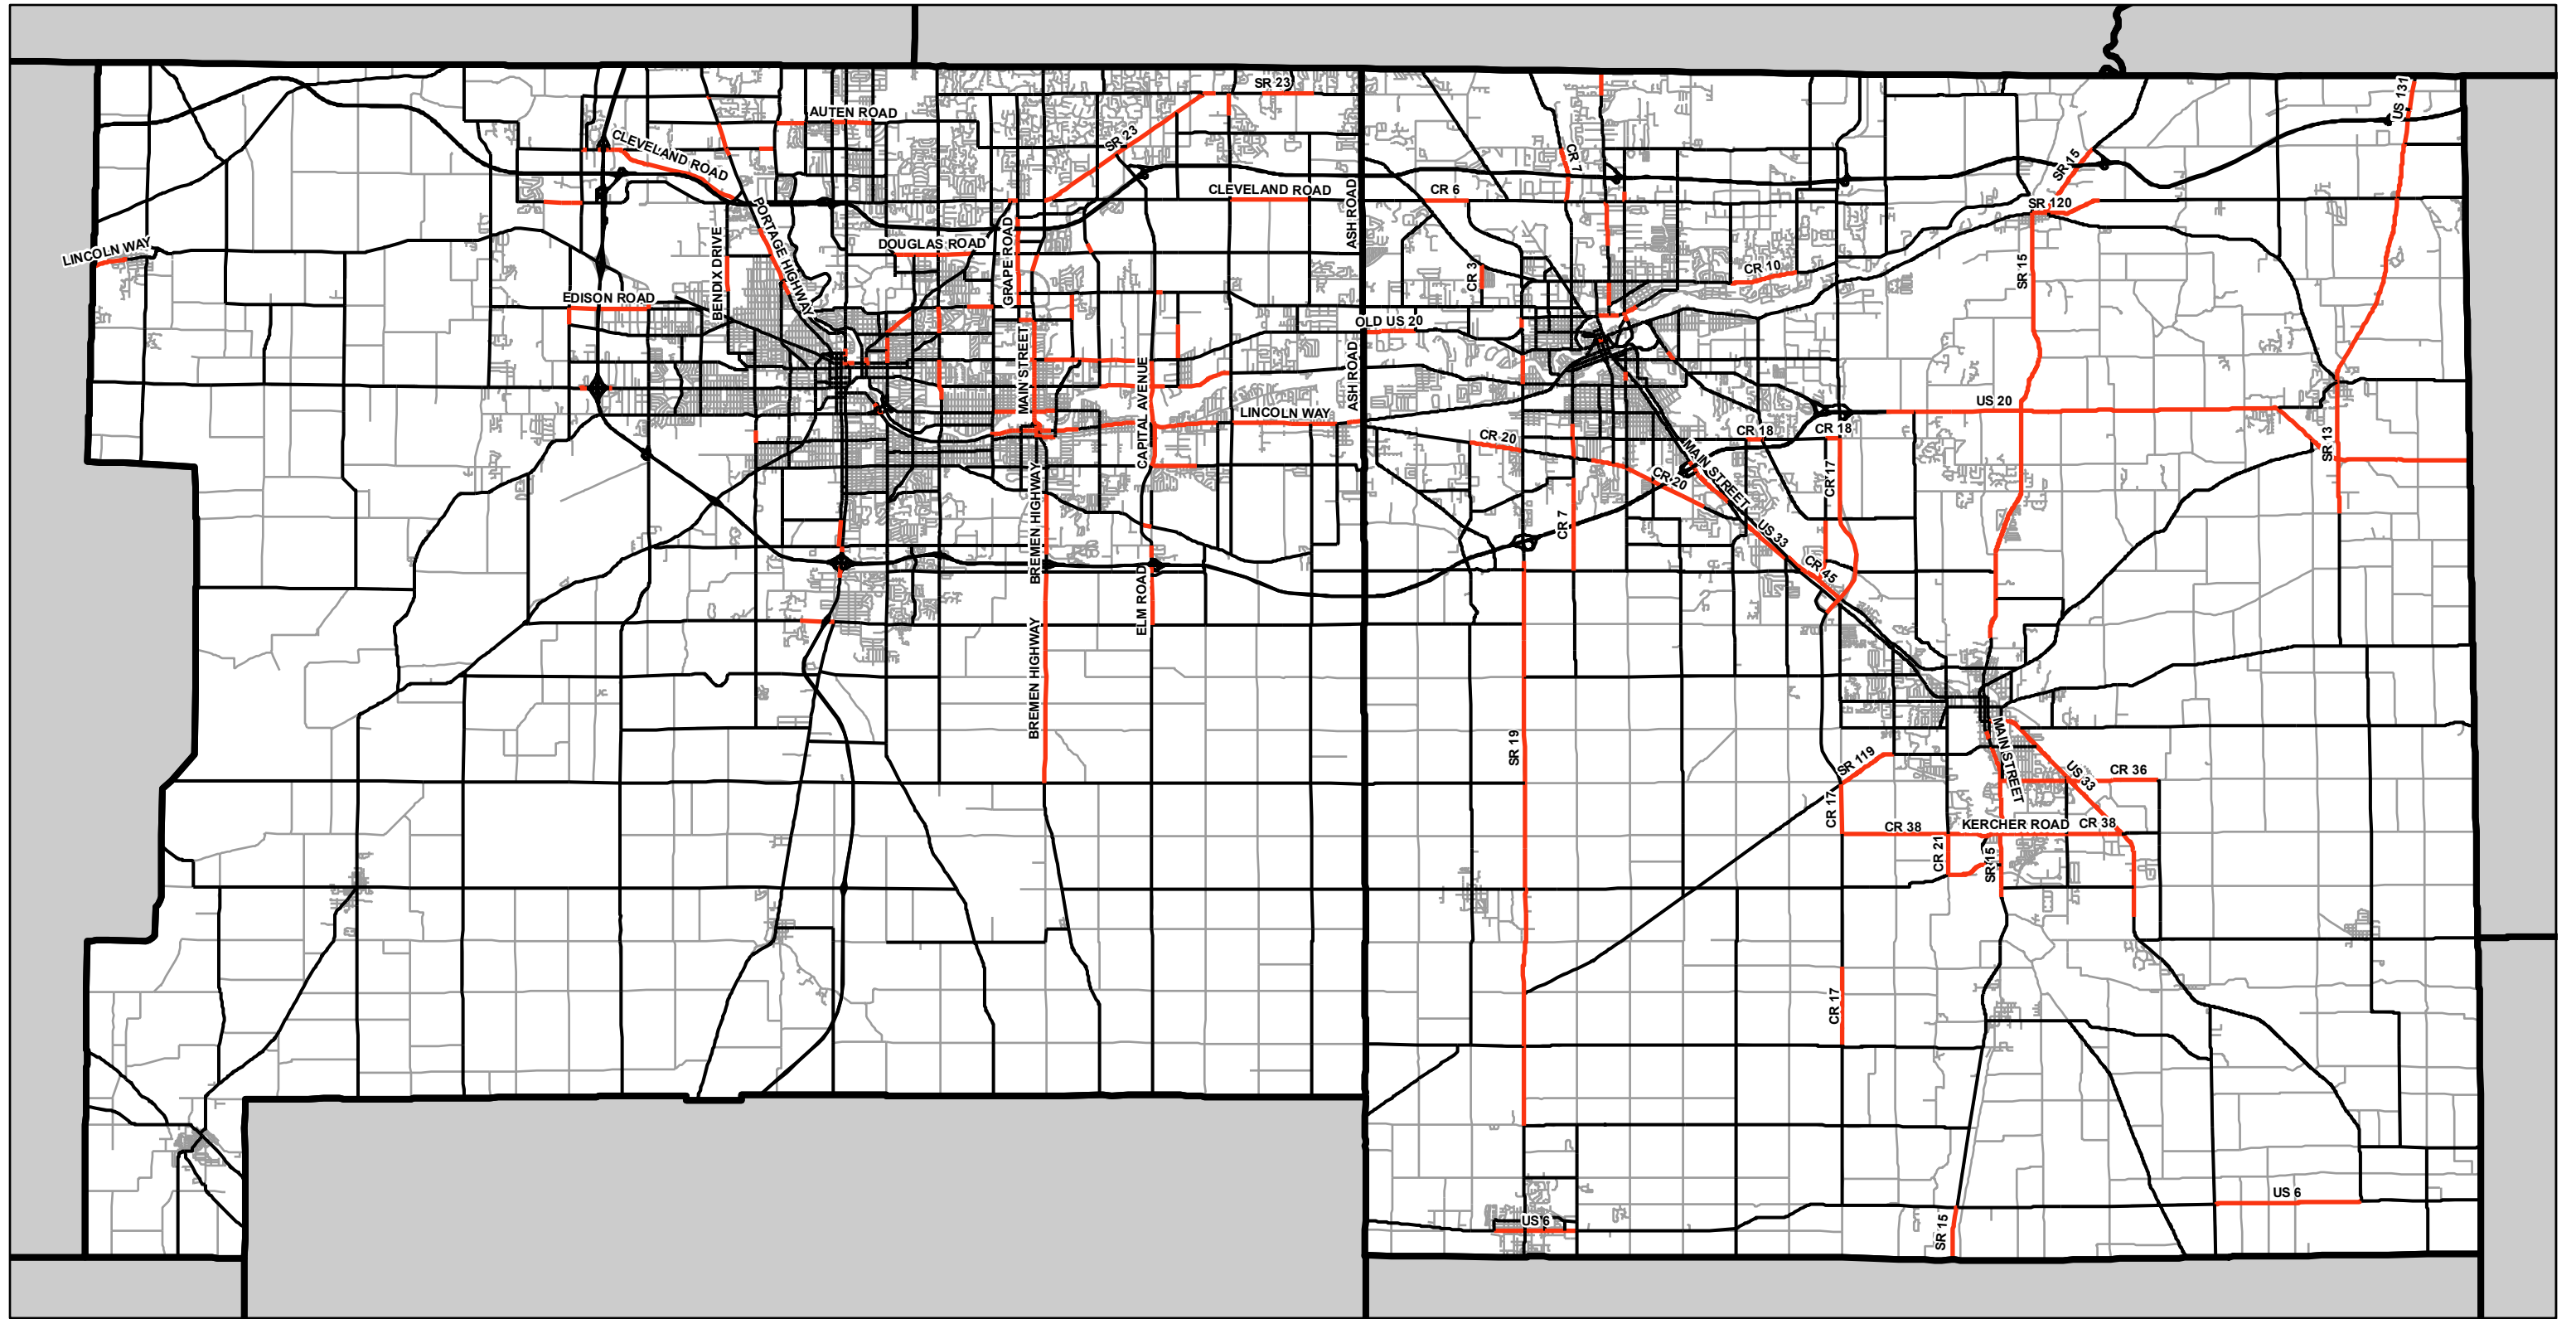 SR 23
US 131
AUTEN ROAD
SR 23
CLEVELAND ROAD
CR 7
SR 15
CLEVELAND ROAD
CR 6
SR 120
PORTAGE HIGHWAY
ASH ROAD
LINCOLN WAY
DOUGLAS ROAD
BENDIX DRIVE
GRAPE ROAD
CR 3
CR 10
SR 15
EDISON ROAD
OLD US 20
MAIN STREET
ASH ROAD
CAPITAL AVENUE
LINCOLN WAY
US 20
CR 18
CR 18
CR 20
SR 13
MAIN STREET
CR 20
CR 17
BREMEN HIGHWAY
CR 7
US 33
CR 45
ELM ROAD
BREMEN HIGHWAY
SR 19
MAIN STREET
SR 119
US 33
CR 36
CR 17
CR 38
KERCHER ROAD
CR 38
CR 21
SR 15
CR 17
US 6
US 6
SR 15